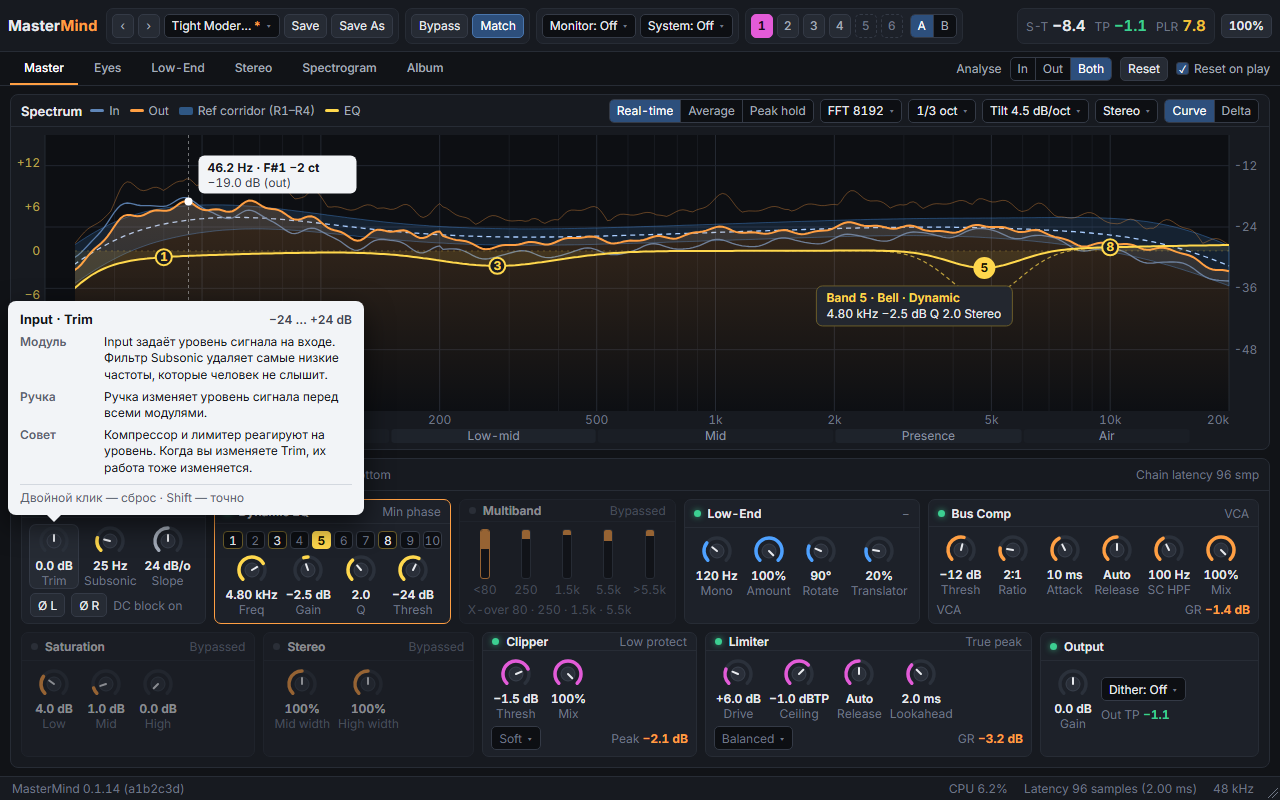 MasterMind
‹ › Tight Moder... * Save Save As Bypass Match Monitor: Off System: Off 1 2 3 4 5 6 A B S-T −8.4 TP −1.1 PLR 7.8 100%
Master Eyes Low-End Stereo Spectrogram Album Analyse In Out Both Reset Reset on play
Spectrum In Out Ref corridor (R1–R4) EQ Real-time Average Peak hold FFT 8192 1/3 oct Tilt 4.5 dB/oct Stereo Curve Delta
+12 -12
46.2 Hz · F#1 −2 ct
−19.0 dB (out)
+6 -24
0
1 3 5 8
−6 -36
Band 5 · Bell · Dynamic
4.80 kHz −2.5 dB Q 2.0 Stereo
-48
200 500 1k 2k 5k 10k 20k
Low-mid Mid Presence Air
Input · Trim −24 … +24 dB
Модуль Input задаёт уровень сигнала на входе.
Фильтр Subsonic удаляет самые низкие
частоты, которые человек не слышит.
Ручка Ручка изменяет уровень сигнала перед
всеми модулями.
Совет Компрессор и лимитер реагируют на
уровень. Когда вы изменяете Trim, их
работа тоже изменяется.
Двойной клик — сброс · Shift — точно
ottom Chain latency 96 smp
Min phase Multiband Bypassed Low-End – Bus Comp VCA
1 2 3 4 5 6 7 8 9 10
0.0 dB 25 Hz 24 dB/o
Trim Subsonic Slope
Ø L Ø R DC block on
4.80 kHz −2.5 dB 2.0 −24 dB
Freq Gain Q Thresh
<80 250 1.5k 5.5k >5.5k
X-over 80 · 250 · 1.5k · 5.5k
120 Hz 100% 90° 20%
Mono Amount Rotate Translator
−12 dB 2:1 10 ms Auto 100 Hz 100%
Thresh Ratio Attack Release SC HPF Mix
VCA GR −1.4 dB
Saturation Bypassed Stereo Bypassed Clipper Low protect Limiter True peak Output
4.0 dB 1.0 dB 0.0 dB
Low Mid High
100% 100%
Mid width High width
−1.5 dB 100%
Thresh Mix
Soft Peak −2.1 dB
+6.0 dB −1.0 dBTP Auto 2.0 ms
Drive Ceiling Release Lookahead
Balanced GR −3.2 dB
0.0 dB
Gain
Dither: Off
Out TP −1.1
MasterMind 0.1.14 (a1b2c3d) CPU 6.2% Latency 96 samples (2.00 ms) 48 kHz